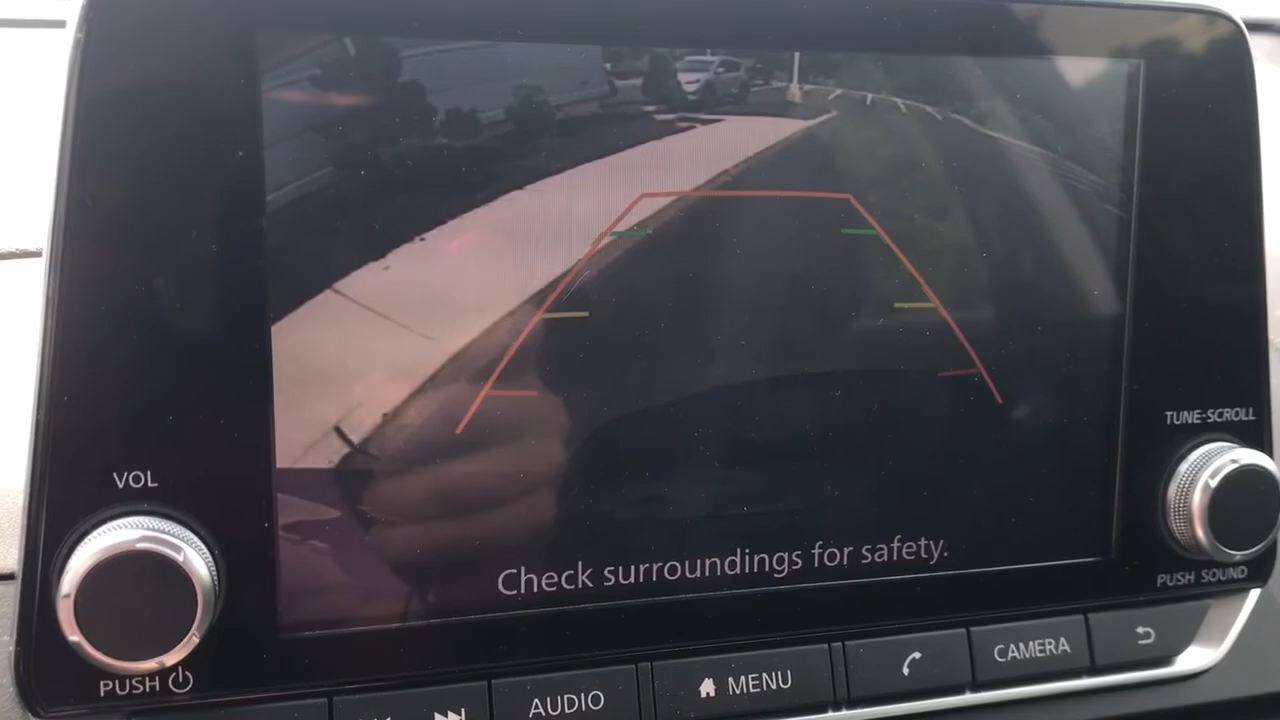 VOL
TUNE·SCROLL
Check surroundings for safety.
PUSH SOUND
PUSH
AUDIO
MENU
CAMERA